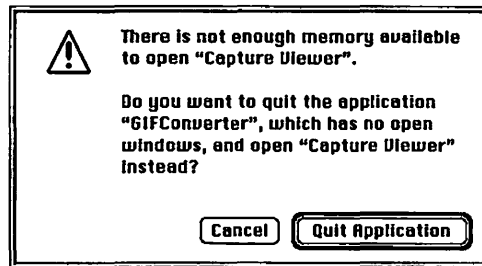 There is not enough memory available
to open “Capture Viewer”.
Do you want to quit the application
“GIFConverter”, which has no open
windows, and open “Capture Viewer”
instead?
Cancel
Quit Application